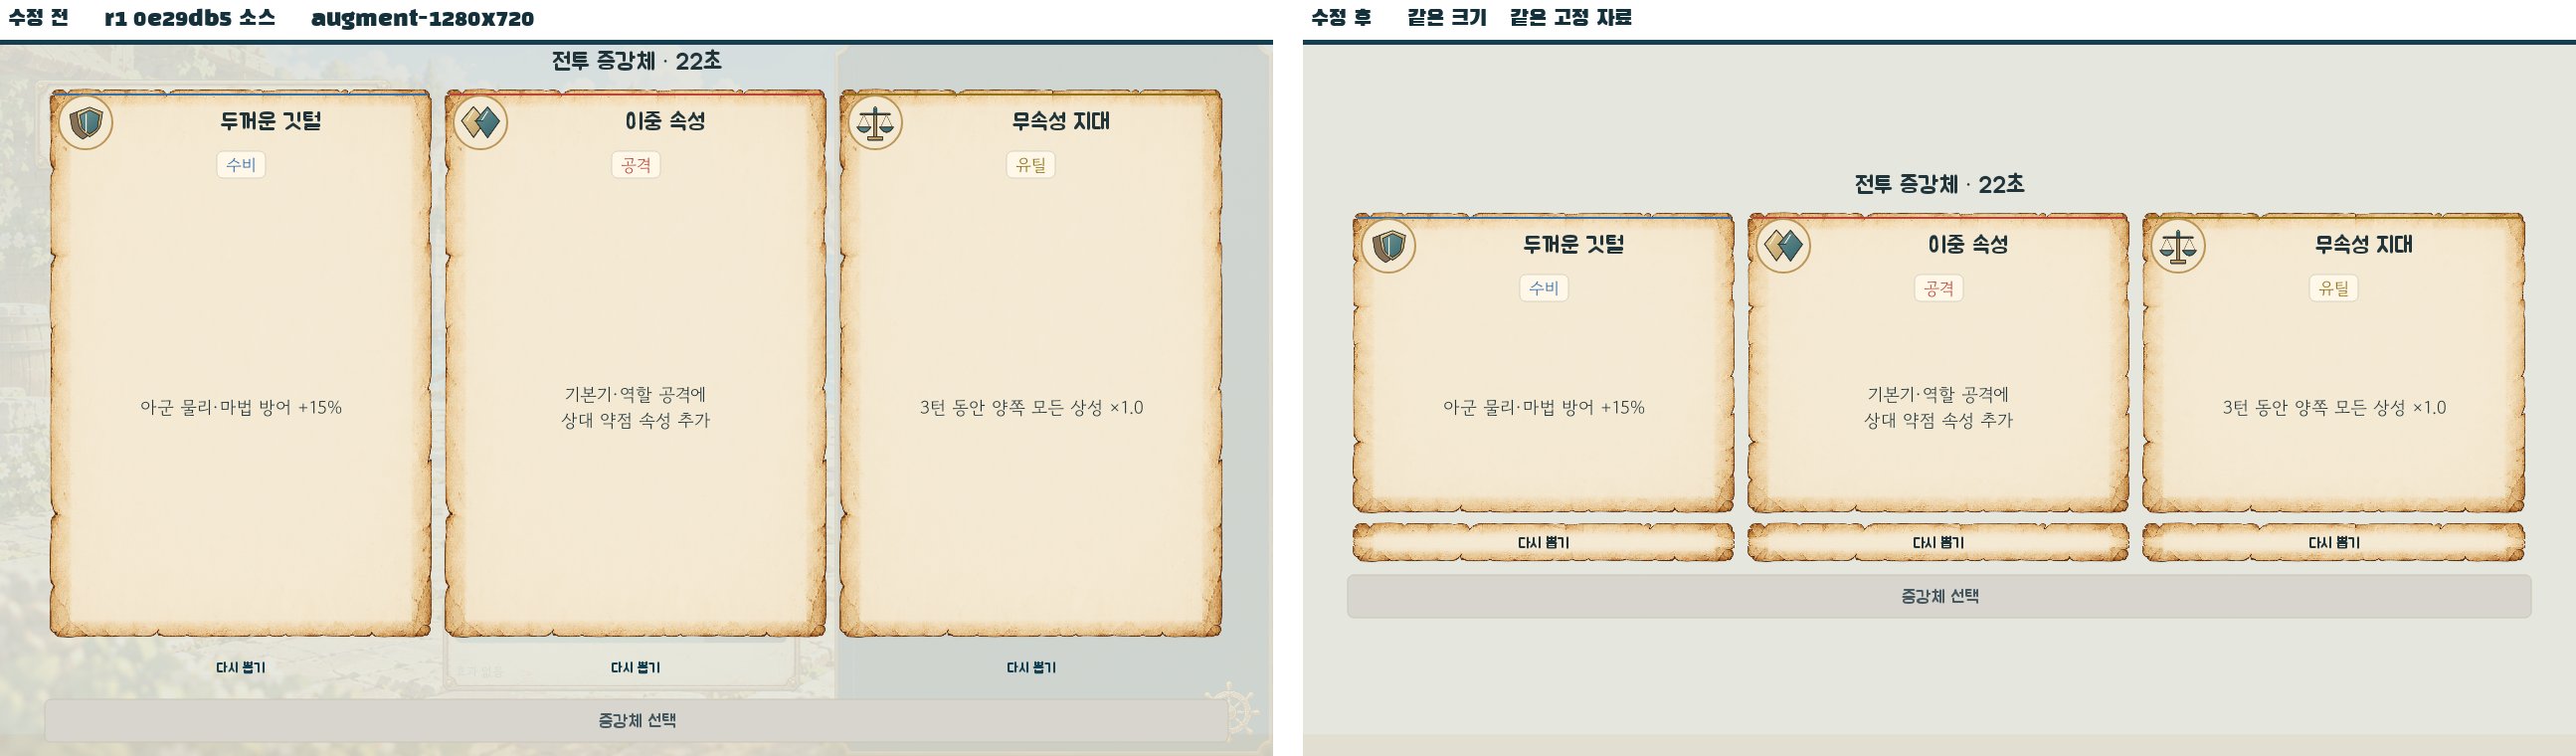 수정 전 r1 0e29db5 소스 augment-1280x720
전투 증강체 · 22초
두꺼운 깃털
수비
아군 물리·마법 방어 +15%
다시 뽑기
이중 속성
공격
기본기·역할 공격에
상대 약점 속성 추가
다시 뽑기
무속성 지대
유틸
3턴 동안 양쪽 모든 상성 ×1.0
다시 뽑기
증강체 선택
수정 후 같은 크기 같은 고정 자료
전투 증강체 · 22초
두꺼운 깃털
수비
아군 물리·마법 방어 +15%
다시 뽑기
이중 속성
공격
기본기·역할 공격에
상대 약점 속성 추가
다시 뽑기
무속성 지대
유틸
3턴 동안 양쪽 모든 상성 ×1.0
다시 뽑기
증강체 선택